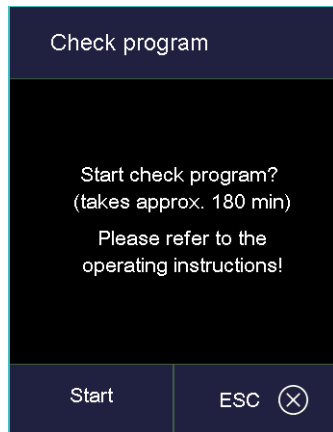 Check program
Start check program?
(takes approx. 180 min)
Please refer to the
operating instructions!
Start
ESC